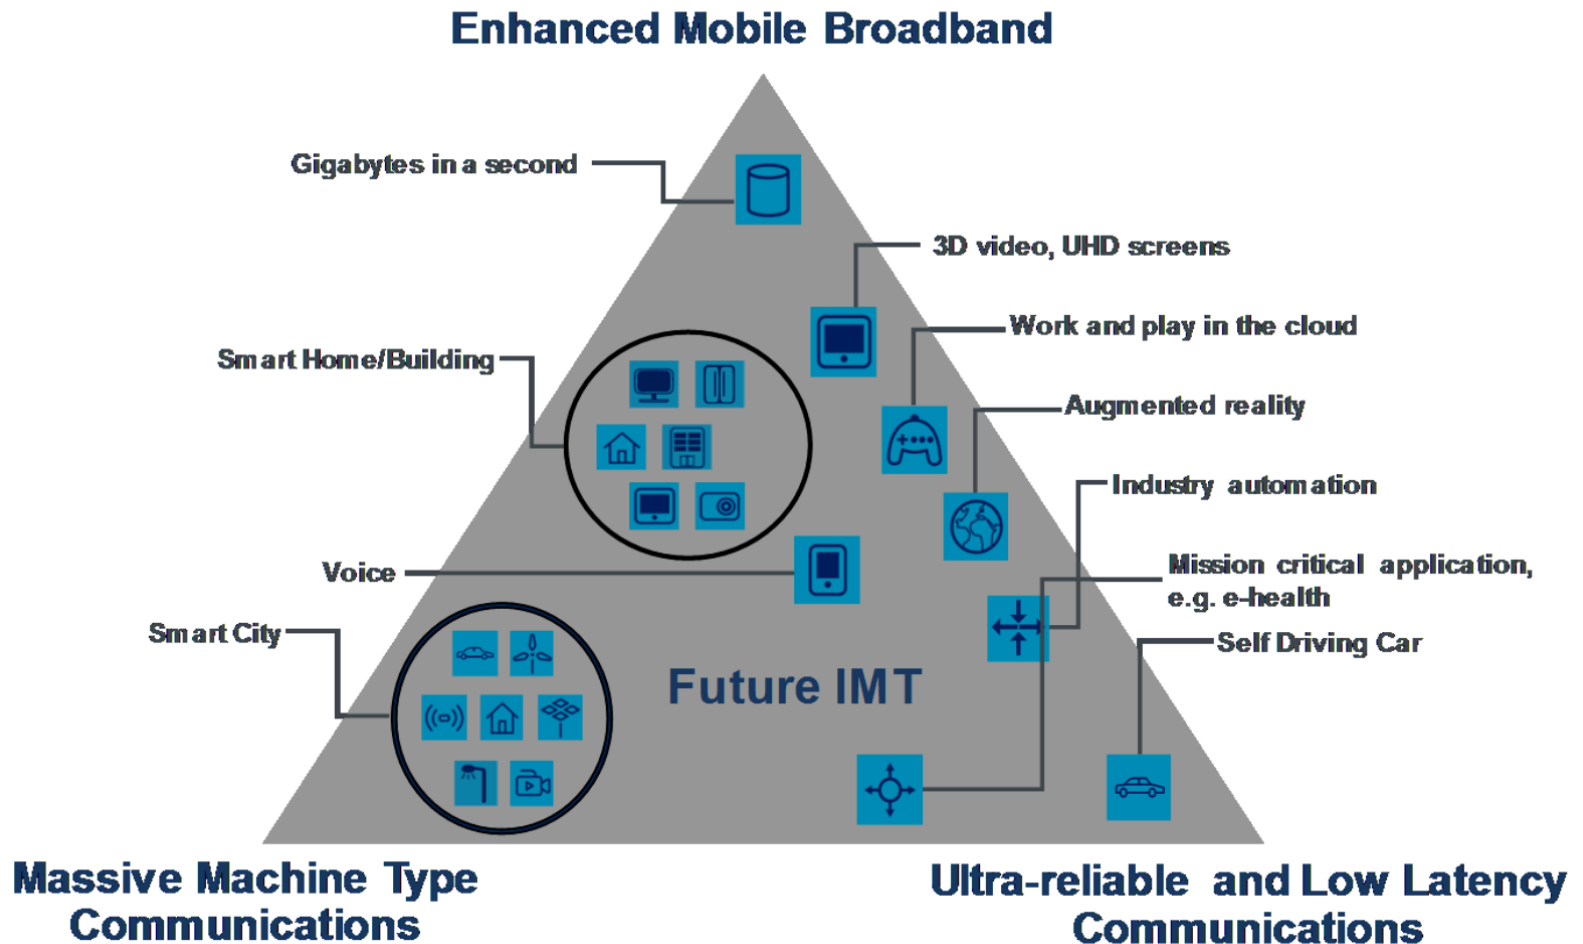 Enhanced Mobile Broadband
Gigabytes in a second
3D video, UHD screens
Work and play in the cloud
Smart Home/Building
Augmented reality
Industry automation
Voice
Mission critical application,
e.g. e-health
Smart City
Self Driving Car
Future IMT
Massive Machine Type
Communications
Ultra-reliable and Low Latency
Communications